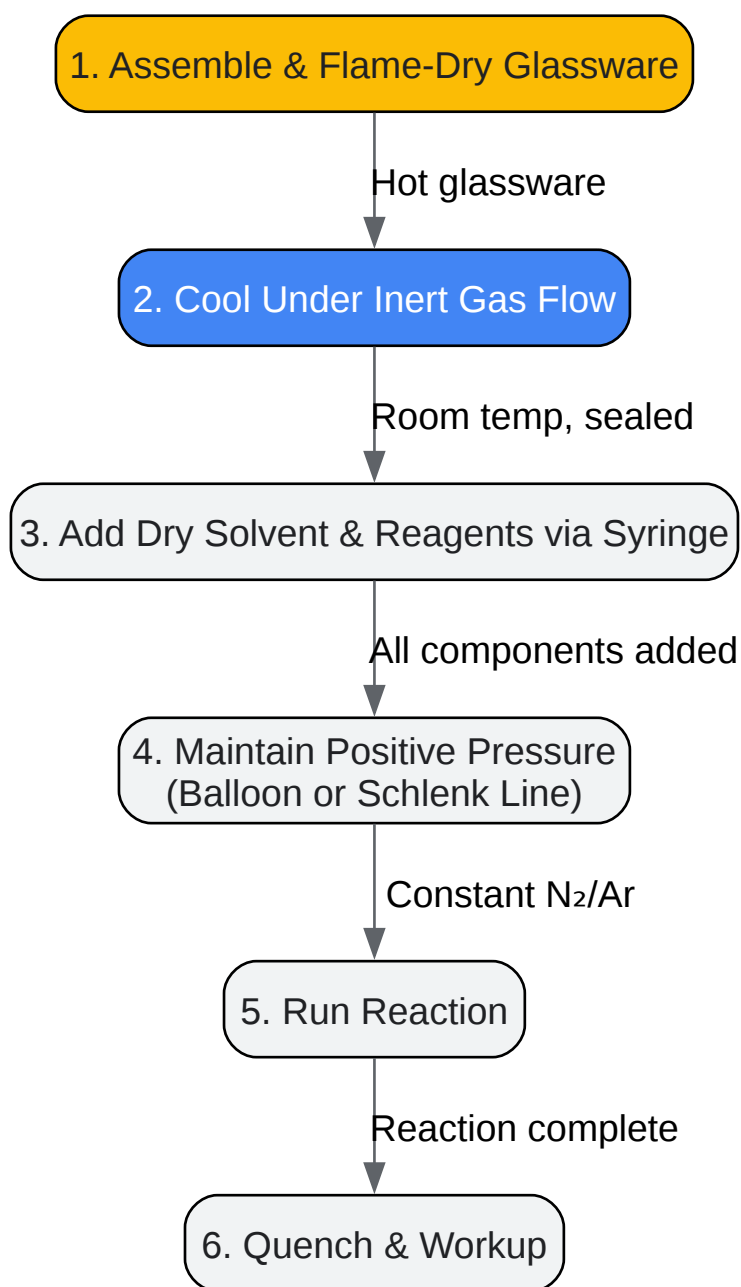 1. Assemble & Flame-Dry Glassware
Hot glassware
2. Cool Under Inert Gas Flow
Room temp, sealed
3. Add Dry Solvent & Reagents via Syringe
All components added
4. Maintain Positive Pressure
(Balloon or Schlenk Line)
Constant N₂/Ar
5. Run Reaction
Reaction complete
6. Quench & Workup